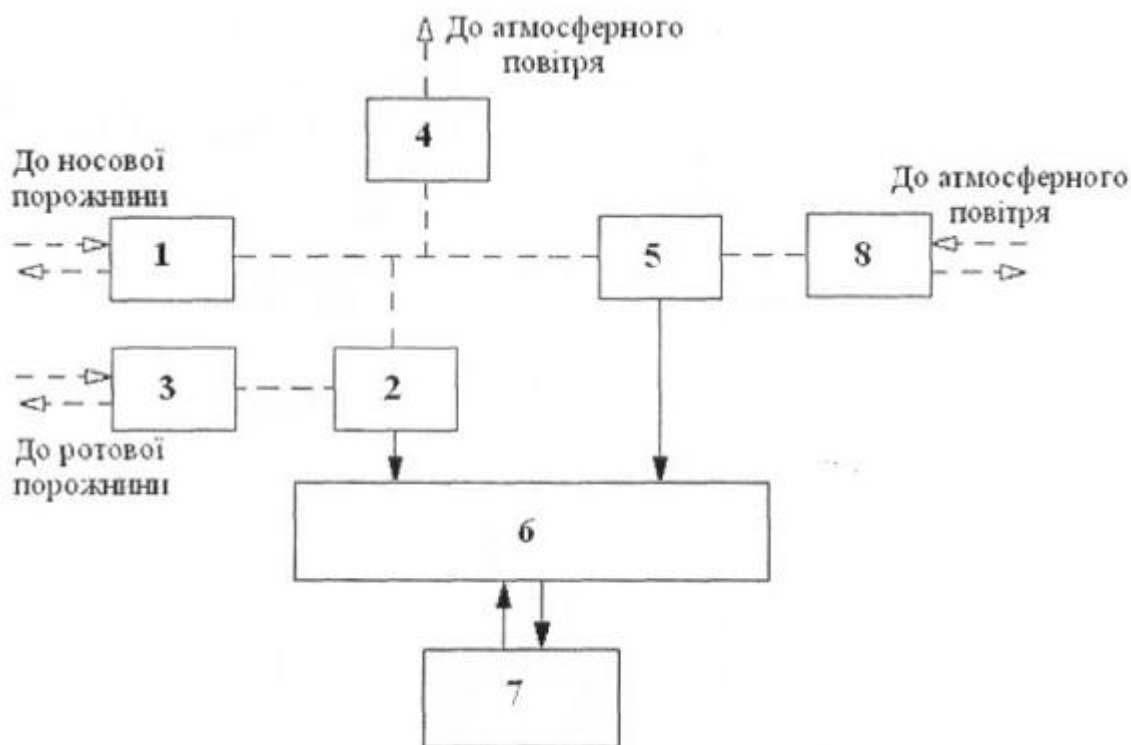 До атмосферного
повітря
4
До носової
порожнини
До атмосферного
повітря
1
5
8
3
2
До ротової
порожнини
6
7